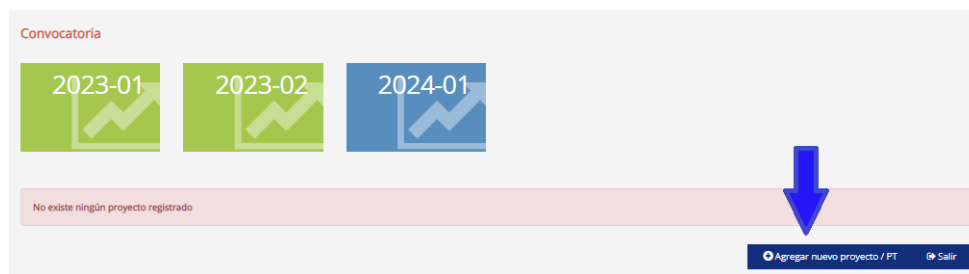 Convocatoria
2023-01 2023-02 2024-01
No existe ningún proyecto registrado
Agregar nuevo proyecto / PT Salir